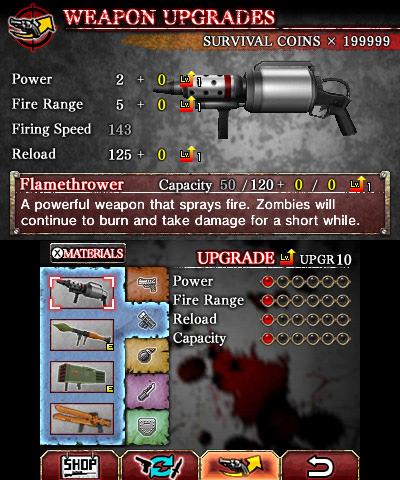 WEAPON UPGRADES
SURVIVAL COINS × 199999
Power 2 + 0 Lv 1
Fire Range 5 + 0 Lv 1
Firing Speed 143
Reload 125 + 0 Lv 1
Flamethrower Capacity 50 / 120 + 0 / 0 Lv 1
A powerful weapon that sprays fire. Zombies will
continue to burn and take damage for a short while.
X MATERIALS
UPGRADE Lv UPGR 10
Power
Fire Range
Reload
Capacity
E
E
SHOP